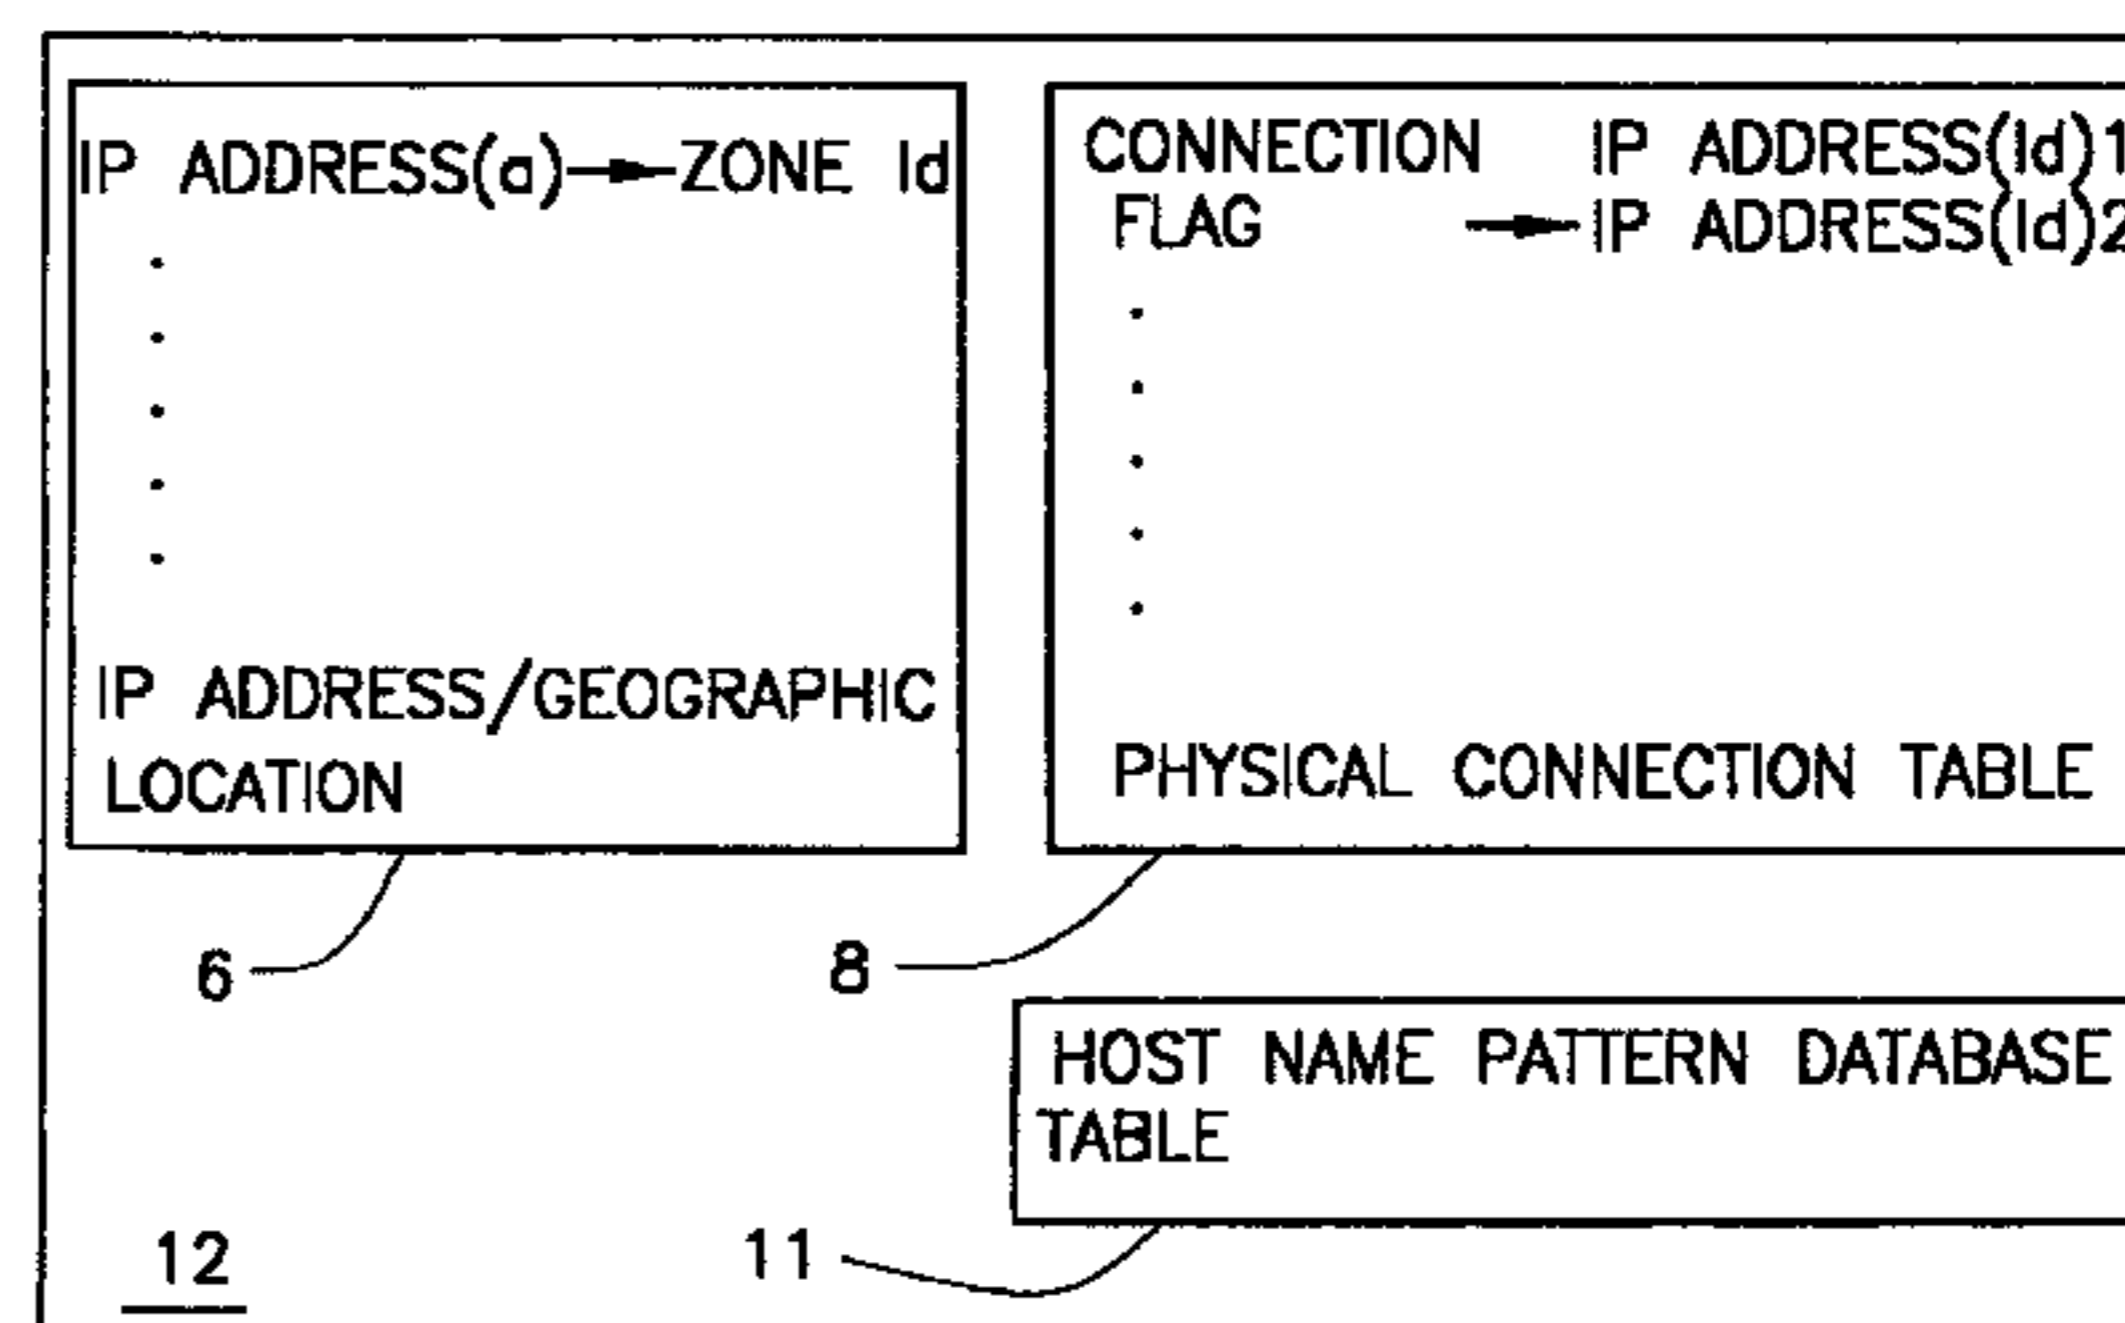 IP ADDRESS(a)→ZONE Id
IP ADDRESS/GEOGRAPHIC
LOCATION
6
CONNECTION IP ADDRESS(Id)1
FLAG → IP ADDRESS(Id)2
PHYSICAL CONNECTION TABLE
8
HOST NAME PATTERN DATABASE
TABLE
11
12